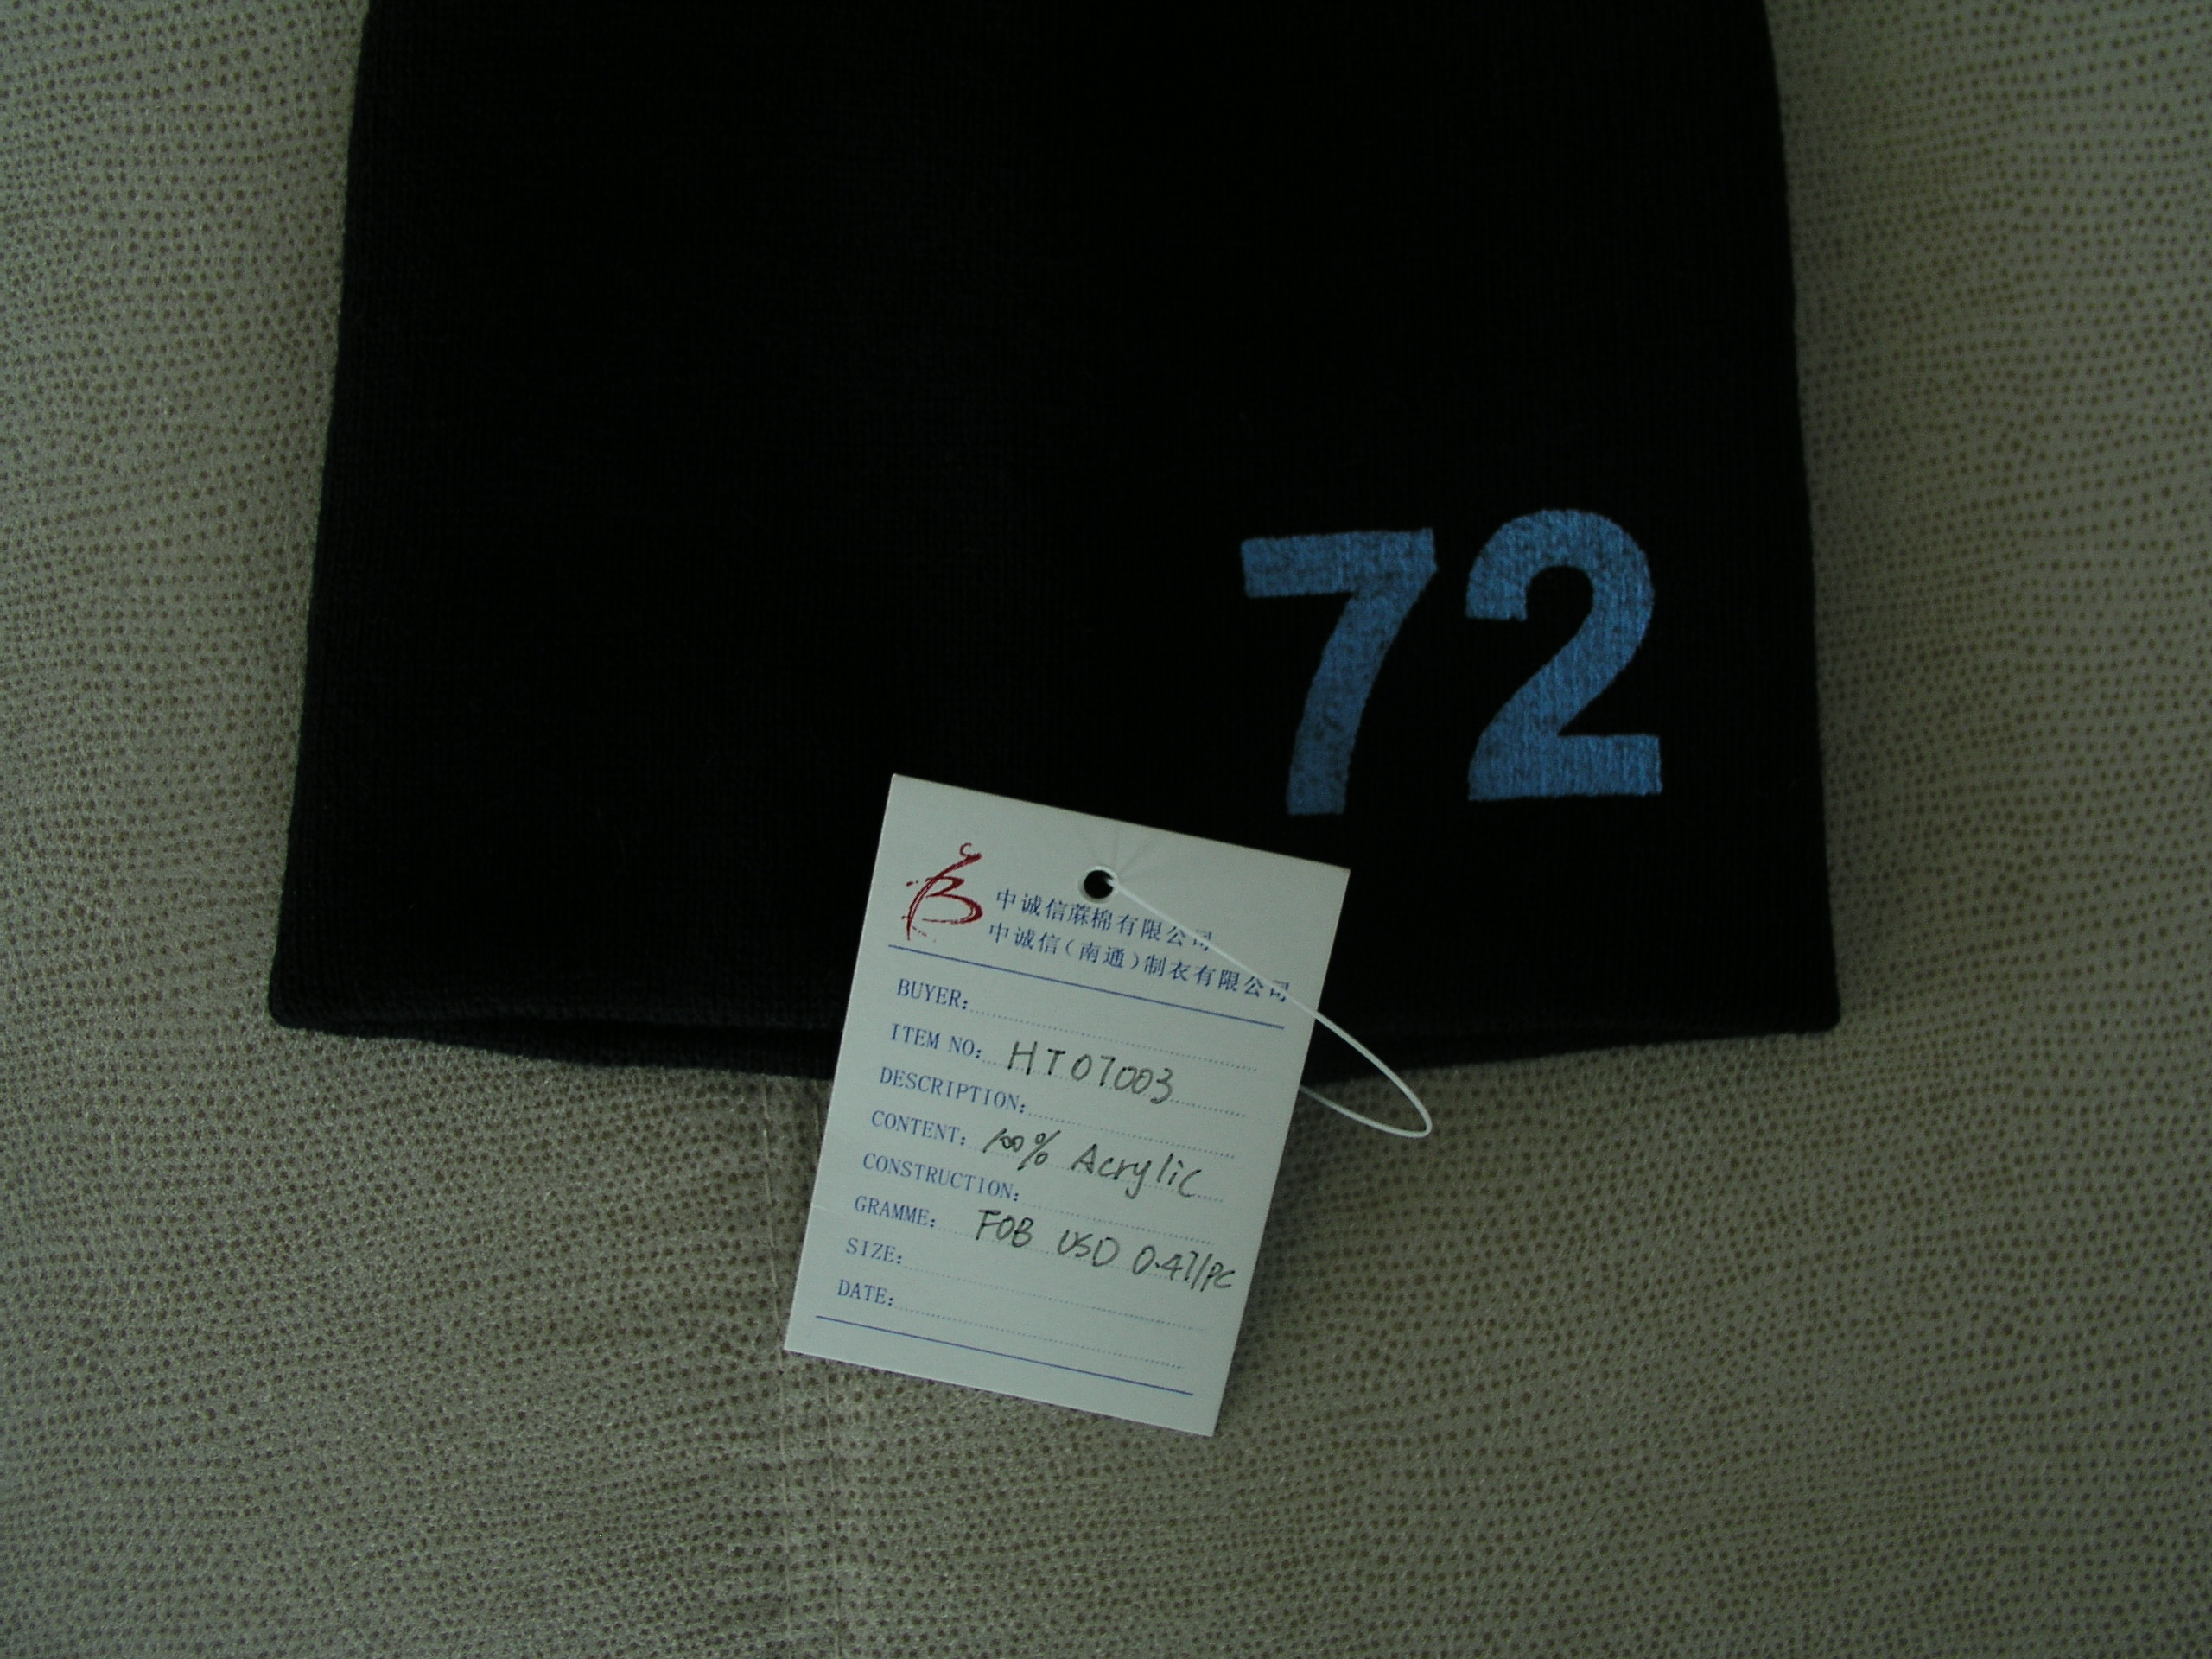 72
中诚信蔴棉有限公司
中诚信(南通)制衣有限公司
BUYER:
ITEM NO: HT07003
DESCRIPTION:
CONTENT: 100% Acrylic
CONSTRUCTION:
GRAMME: FOB USD 0.47/PC
SIZE:
DATE: